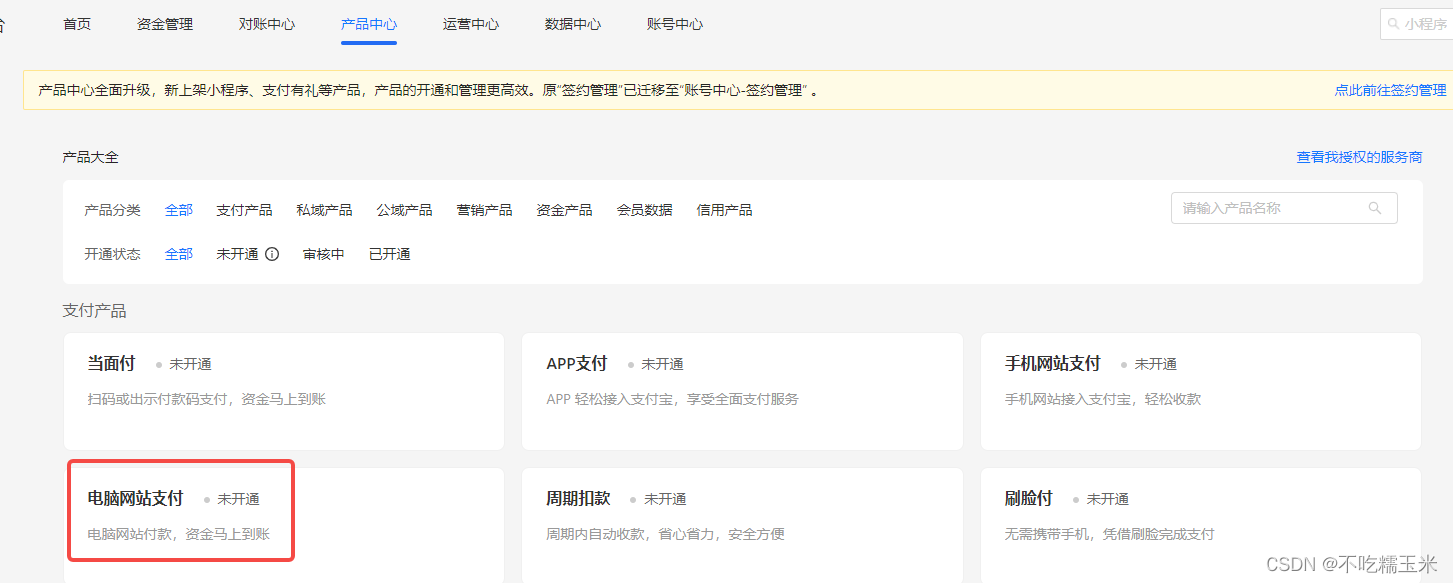 首页 资金管理 对账中心 产品中心 运营中心 数据中心 账号中心 小程序
产品中心全面升级，新上架小程序、支付有礼等产品，产品的开通和管理更高效。原“签约管理”已迁移至“账号中心-签约管理”。 点此前往签约管理
产品大全 查看我授权的服务商
产品分类 全部 支付产品 私域产品 公域产品 营销产品 资金产品 会员数据 信用产品 请输入产品名称
开通状态 全部 未开通 审核中 已开通
支付产品
当面付 未开通 APP支付 未开通 手机网站支付 未开通
扫码或出示付款码支付，资金马上到账 APP 轻松接入支付宝，享受全面支付服务 手机网站接入支付宝，轻松收款
电脑网站支付 未开通 周期扣款 未开通 刷脸付 未开通
电脑网站付款，资金马上到账 周期内自动收款，省心省力，安全方便 无需携带手机，凭借刷脸完成支付
CSDN @不吃糯玉米